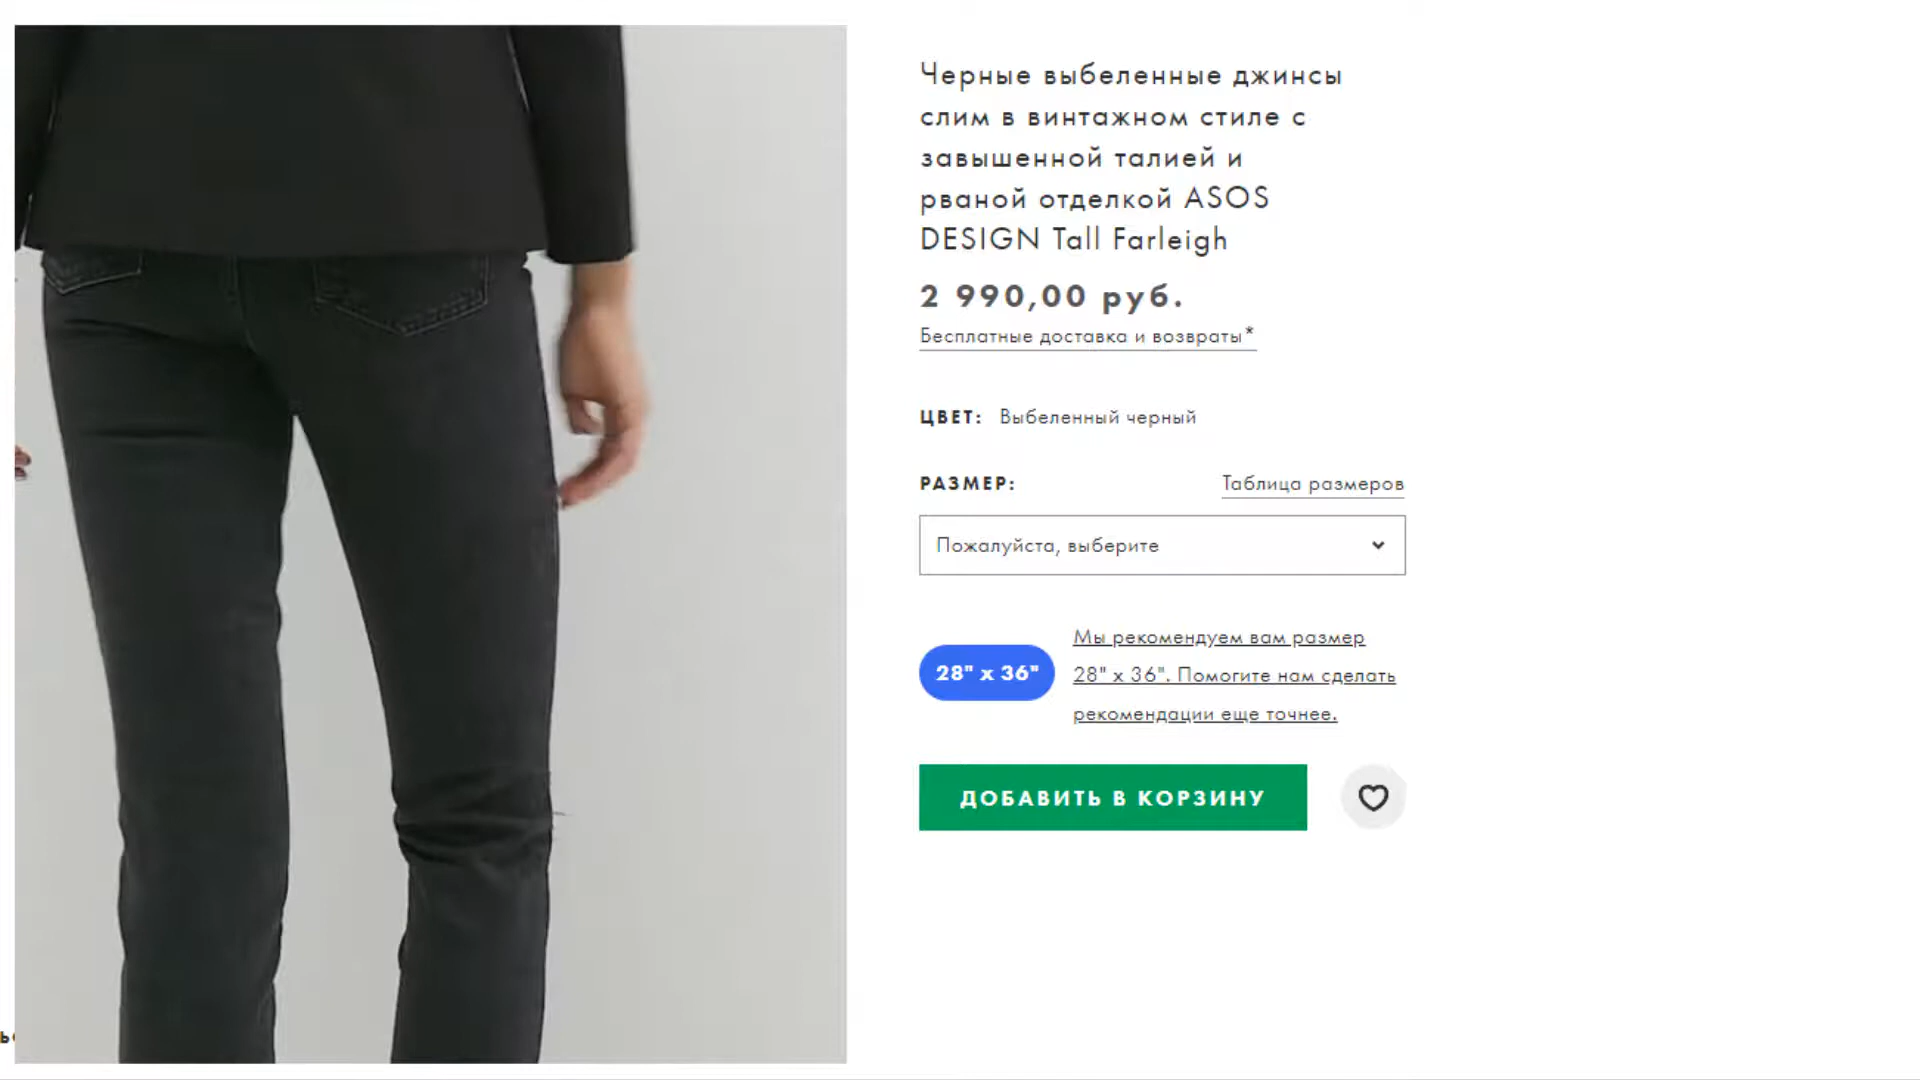 Черные выбеленные джинсы
слим в винтажном стиле с
завышенной талией и
рваной отделкой ASOS
DESIGN Tall Farleigh
2 990,00 руб.
Бесплатные доставка и возвраты*
ЦВЕТ: Выбеленный черный
РАЗМЕР: Таблица размеров
Пожалуйста, выберите
28" x 36"
Мы рекомендуем вам размер
28" x 36". Помогите нам сделать
рекомендации еще точнее.
ДОБАВИТЬ В КОРЗИНУ